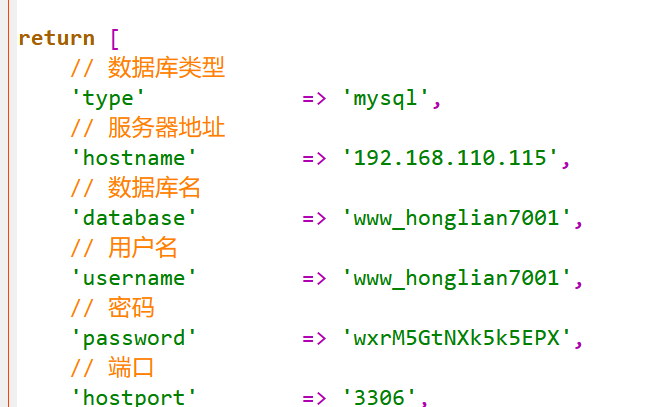 return [
// 数据库类型
'type' => 'mysql',
// 服务器地址
'hostname' => '192.168.110.115',
// 数据库名
'database' => 'www_honglian7001',
// 用户名
'username' => 'www_honglian7001',
// 密码
'password' => 'wxrM5GtNXk5k5EPX',
// 端口
'hostport' => '3306',